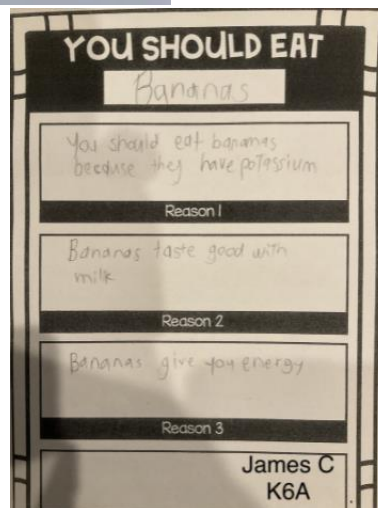 YOU SHOULD EAT
Bananas
You should eat bananas
because they have potassium
Reason 1
Bananas taste good with
milk
Reason 2
Bananas give you energy
Reason 3
James C
K6A